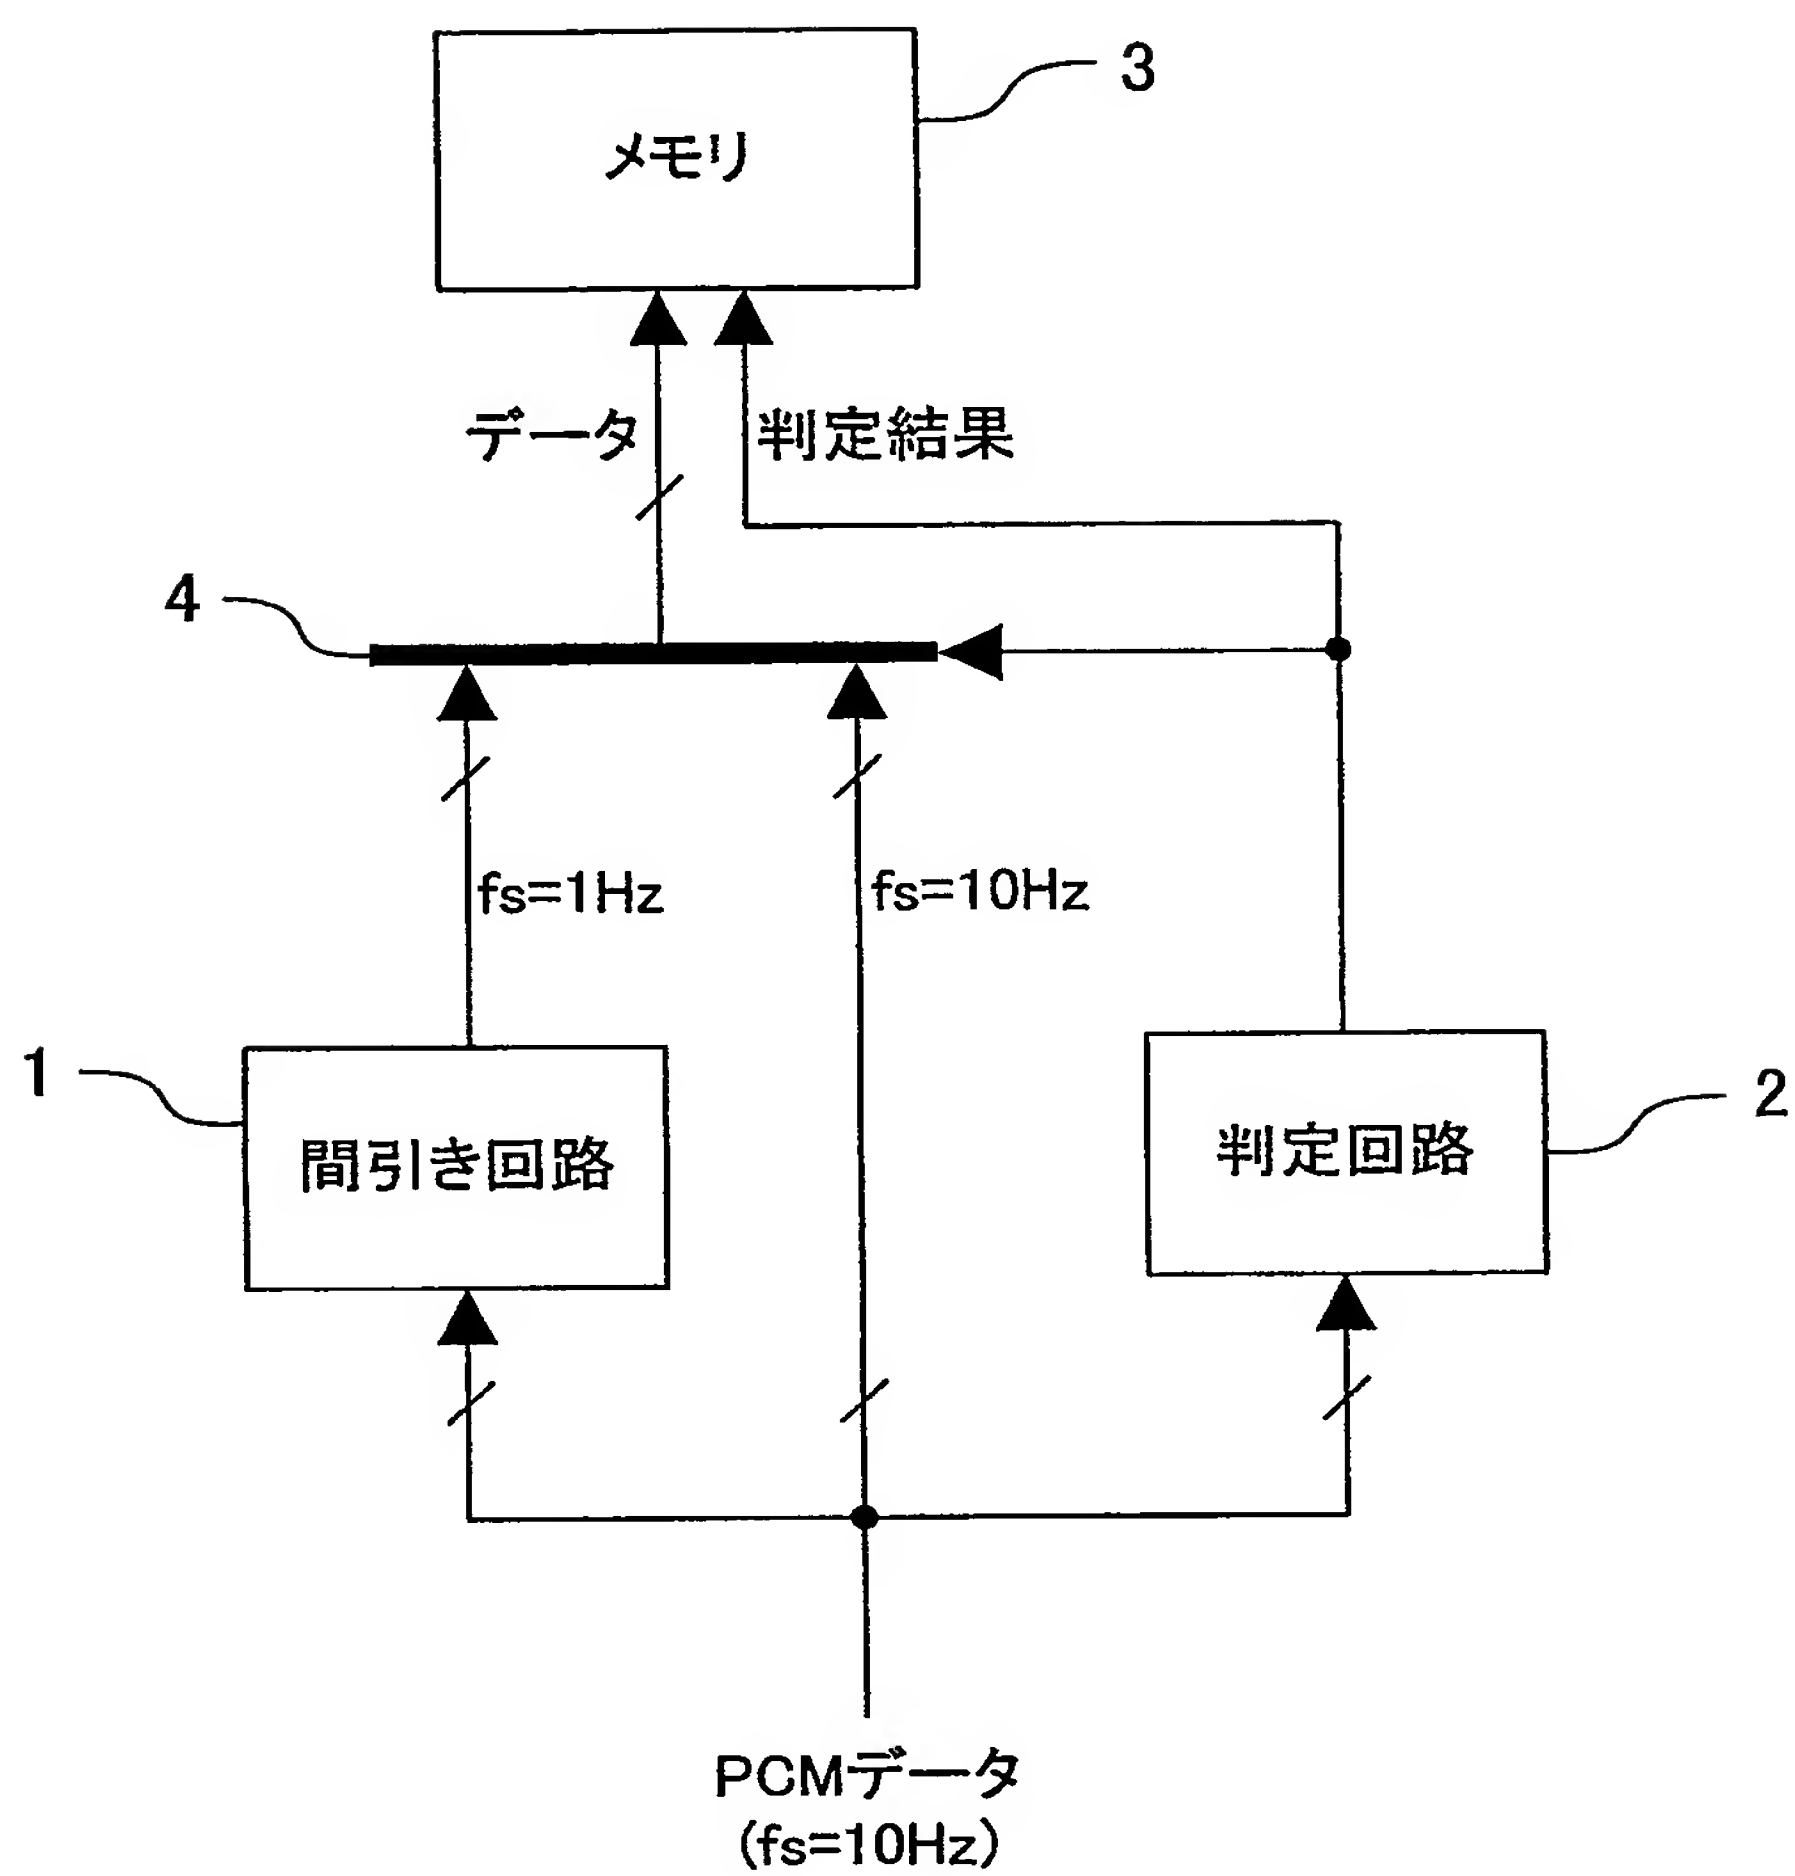 3
メモリ
データ
判定結果
4
fs=1Hz
fs=10Hz
1
間引き回路
2
判定回路
PCMデータ
(fs=10Hz)